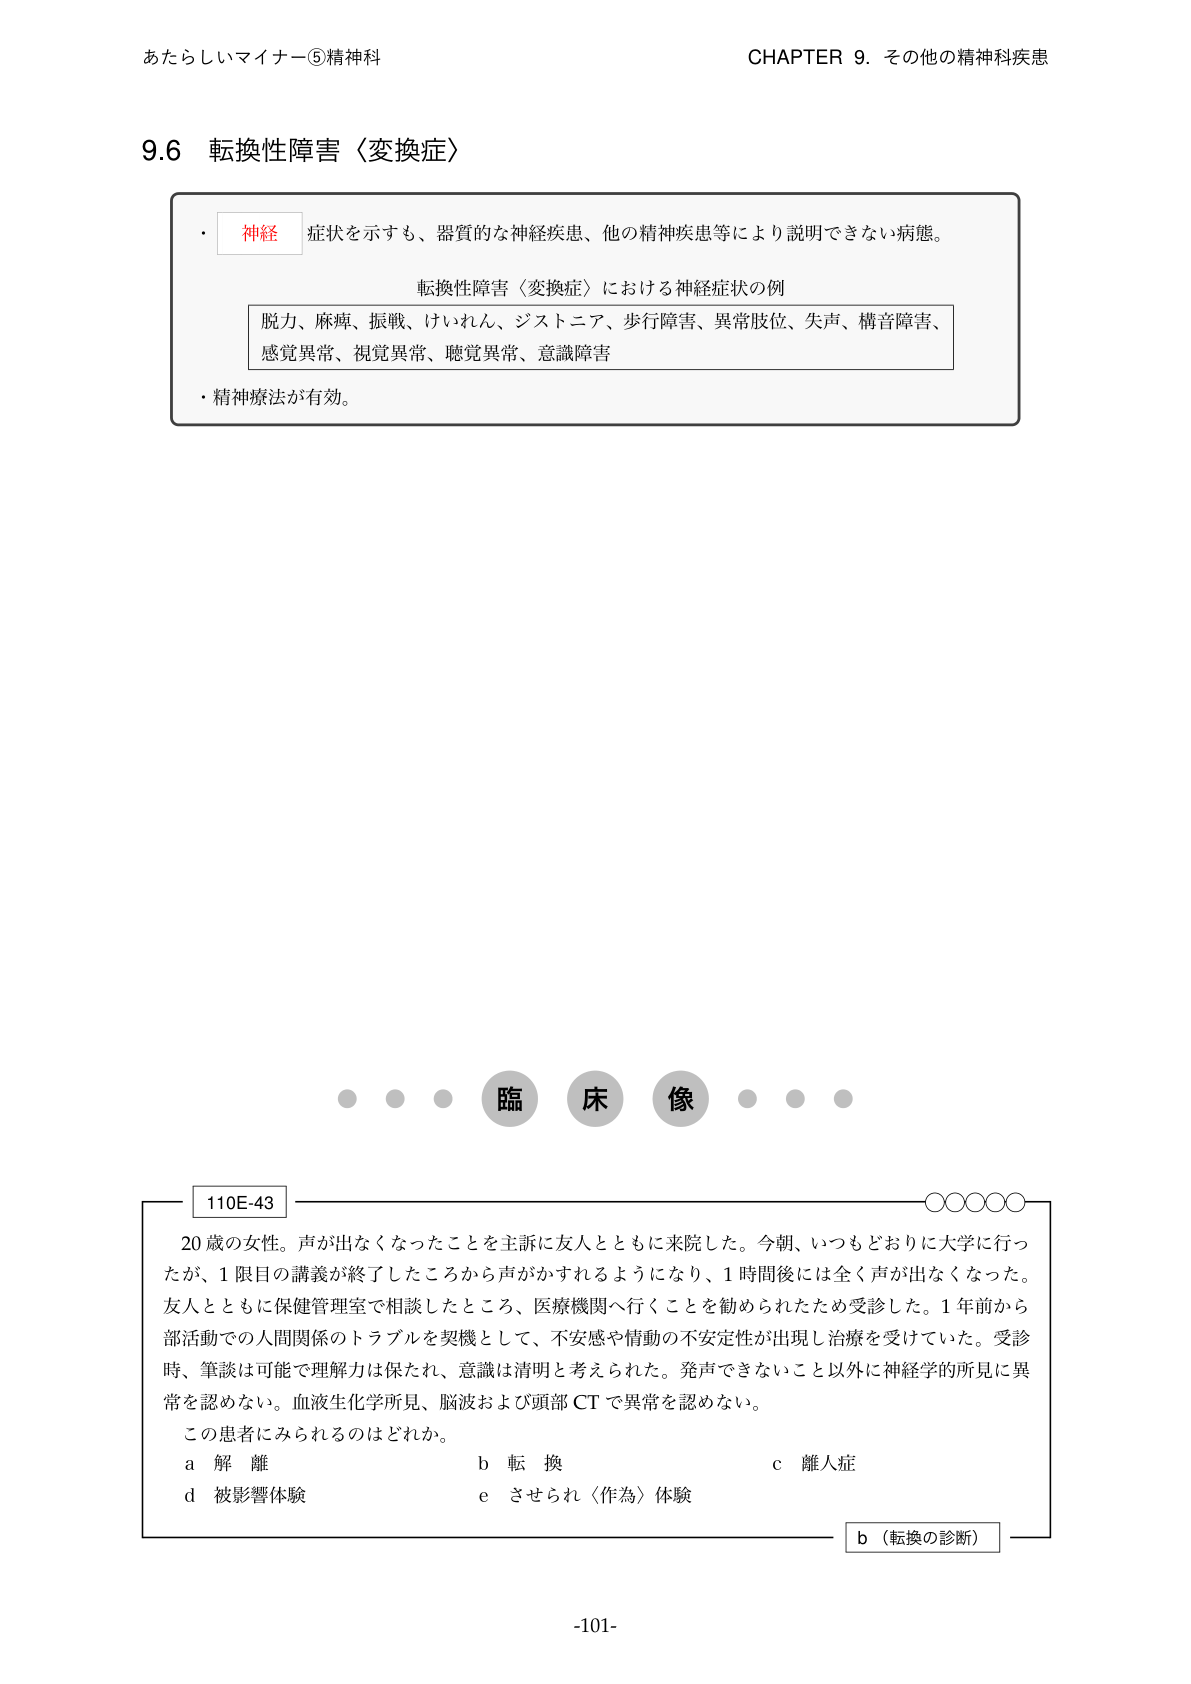 あたらしいマイナー⑤精神科
CHAPTER 9. その他の精神科疾患
9.6 転換性障害〈変換症〉
・ 神経 症状を示すも、器質的な神経疾患、他の精神疾患等により説明できない病態。
転換性障害〈変換症〉における神経症状の例
脱力、麻痺、振戦、けいれん、ジストニア、歩行障害、異常肢位、失声、構音障害、
感覚異常、視覚異常、聴覚異常、意識障害
・精神療法が有効。
臨 床 像
110E-43
20 歳の女性。声が出なくなったことを主訴に友人とともに来院した。今朝、いつもどおりに大学に行っ
たが、1 限目の講義が終了したころから声がかすれるようになり、1 時間後には全く声が出なくなった。
友人とともに保健管理室で相談したところ、医療機関へ行くことを勧められたため受診した。1 年前から
部活動での人間関係のトラブルを契機として、不安感や情動の不安定性が出現し治療を受けていた。受診
時、筆談は可能で理解力は保たれ、意識は清明と考えられた。発声できないこと以外に神経学的所見に異
常を認めない。血液生化学所見、脳波および頭部 CT で異常を認めない。
この患者にみられるのはどれか。
a 解 離 b 転 換 c 離人症
d 被影響体験 e させられ〈作為〉体験
b (転換の診断)
-101-